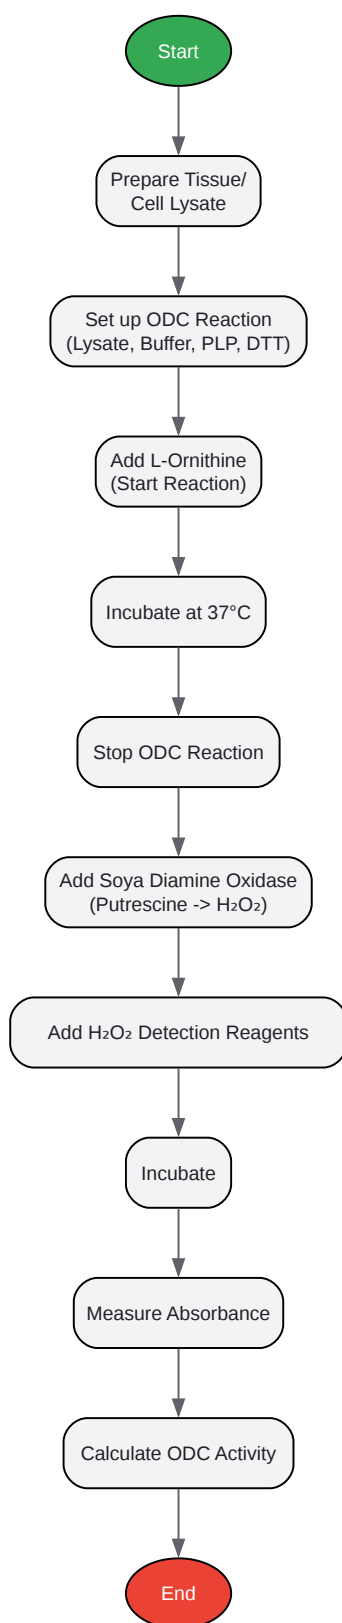 Start
Prepare Tissue/
Cell Lysate
Set up ODC Reaction
(Lysate, Buffer, PLP, DTT)
Add L-Ornithine
(Start Reaction)
Incubate at 37°C
Stop ODC Reaction
Add Soya Diamine Oxidase
(Putrescine -> H₂O₂)
Add H₂O₂ Detection Reagents
Incubate
Measure Absorbance
Calculate ODC Activity
End